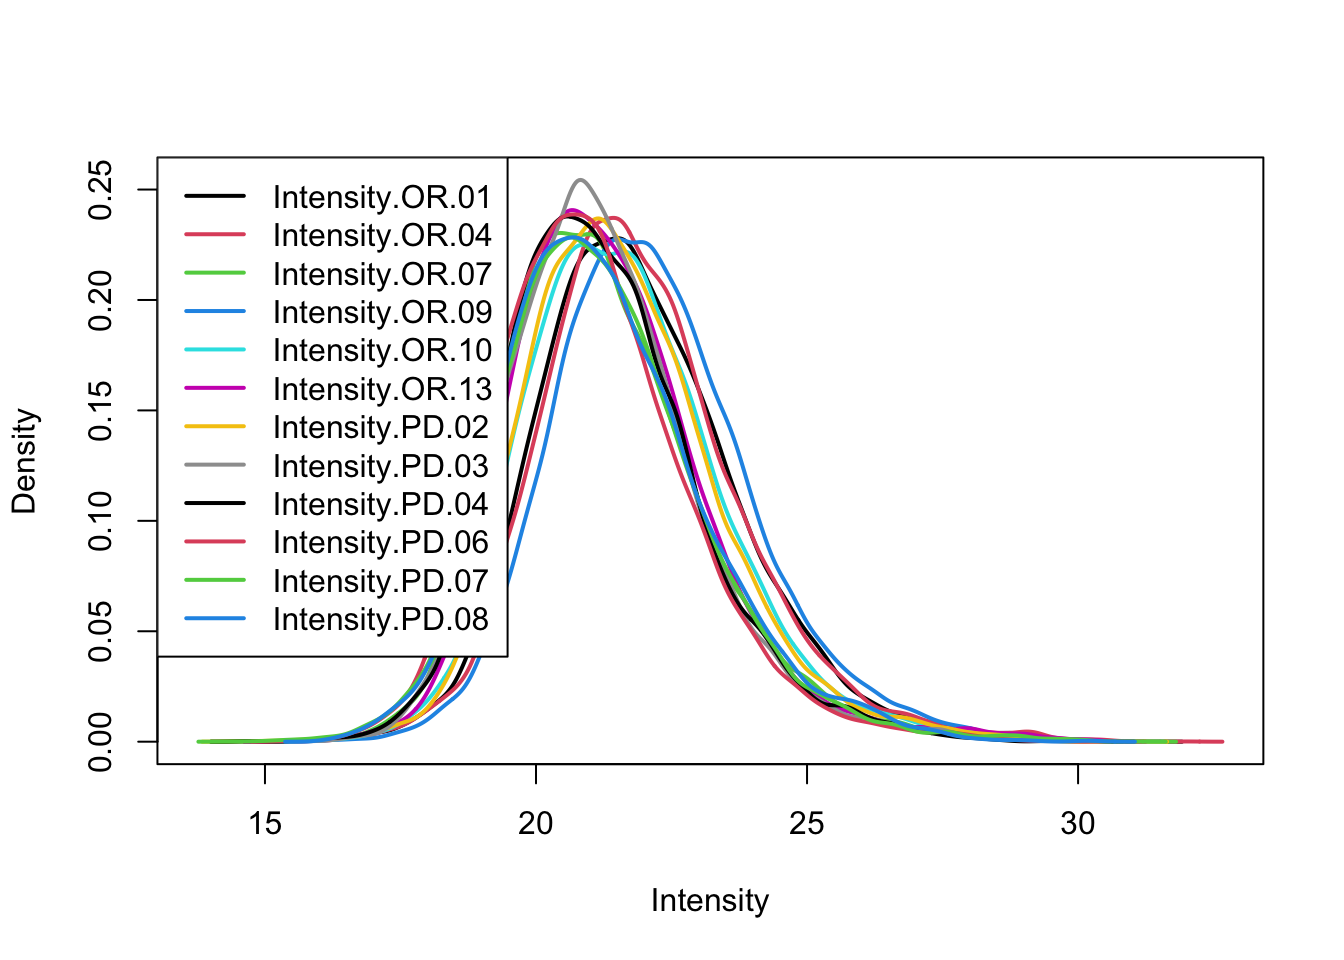 Intensity.OR.01
Intensity.OR.04
Intensity.OR.07
Intensity.OR.09
Intensity.OR.10
Intensity.OR.13
Intensity.PD.02
Intensity.PD.03
Intensity.PD.04
Intensity.PD.06
Intensity.PD.07
Intensity.PD.08
Density
0.25
0.20
0.15
0.10
0.05
0.00
15 20 25 30
Intensity